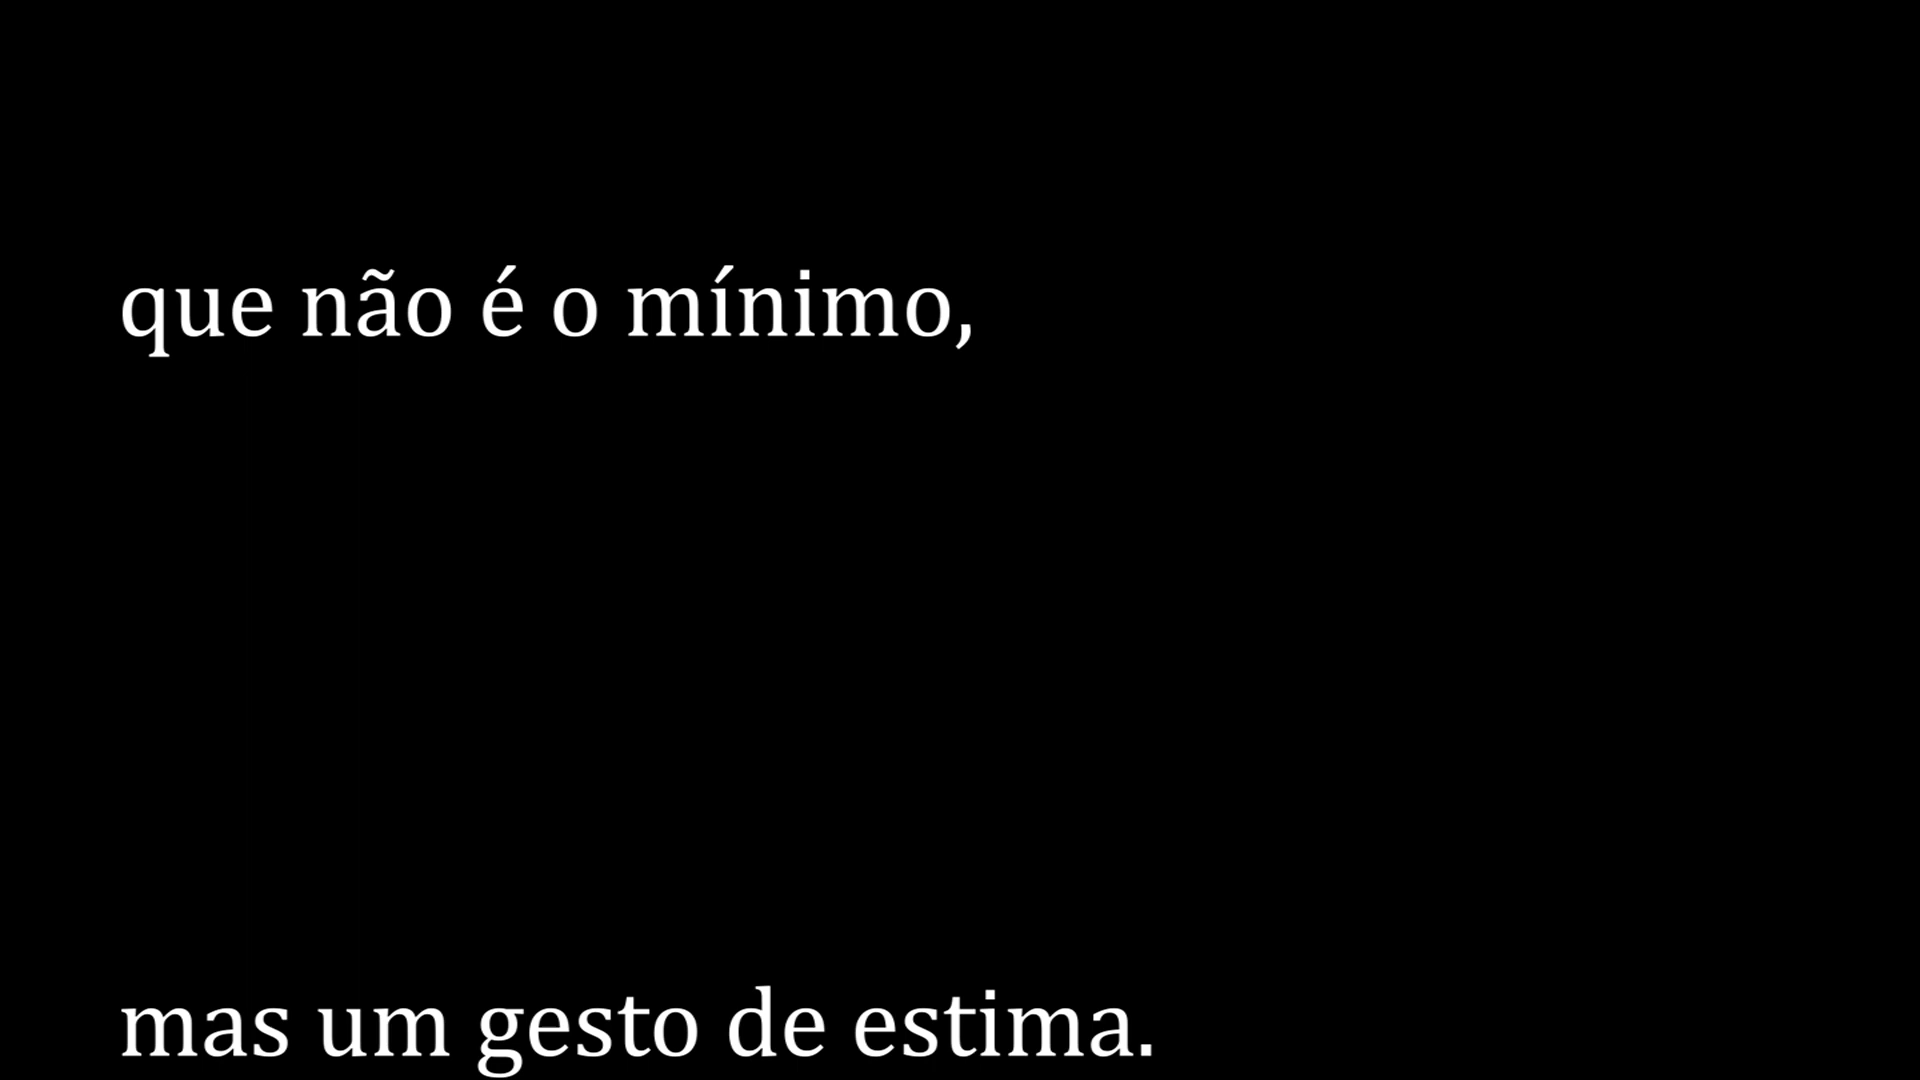 que não é o mínimo,
mas um gesto de estima.